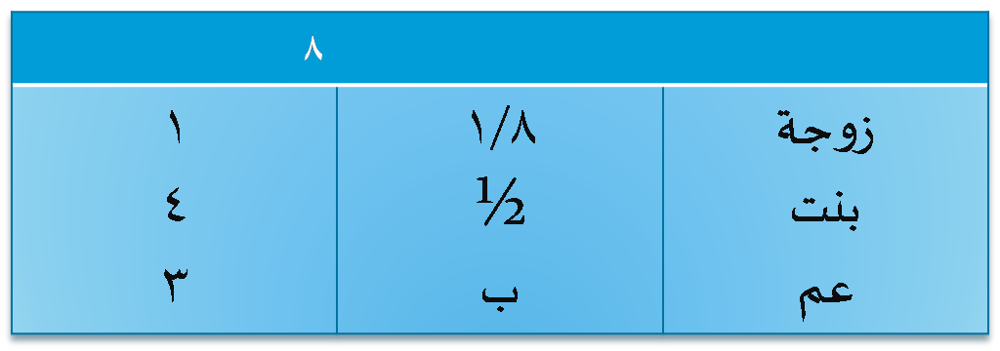 ٨
زوجة ١/٨ ١
بنت ½ ٤
عم ب ٣